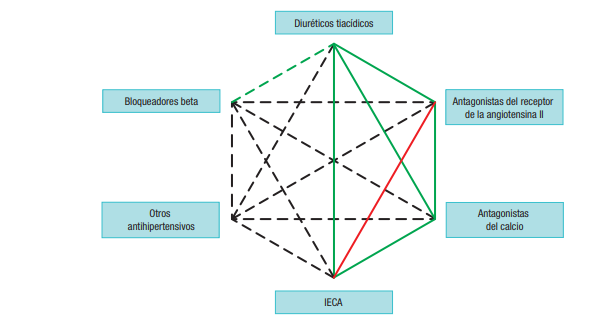 Diuréticos tiacídicos
Bloqueadores beta
Antagonistas del receptor
de la angiotensina II
Otros
antihipertensivos
Antagonistas
del calcio
IECA